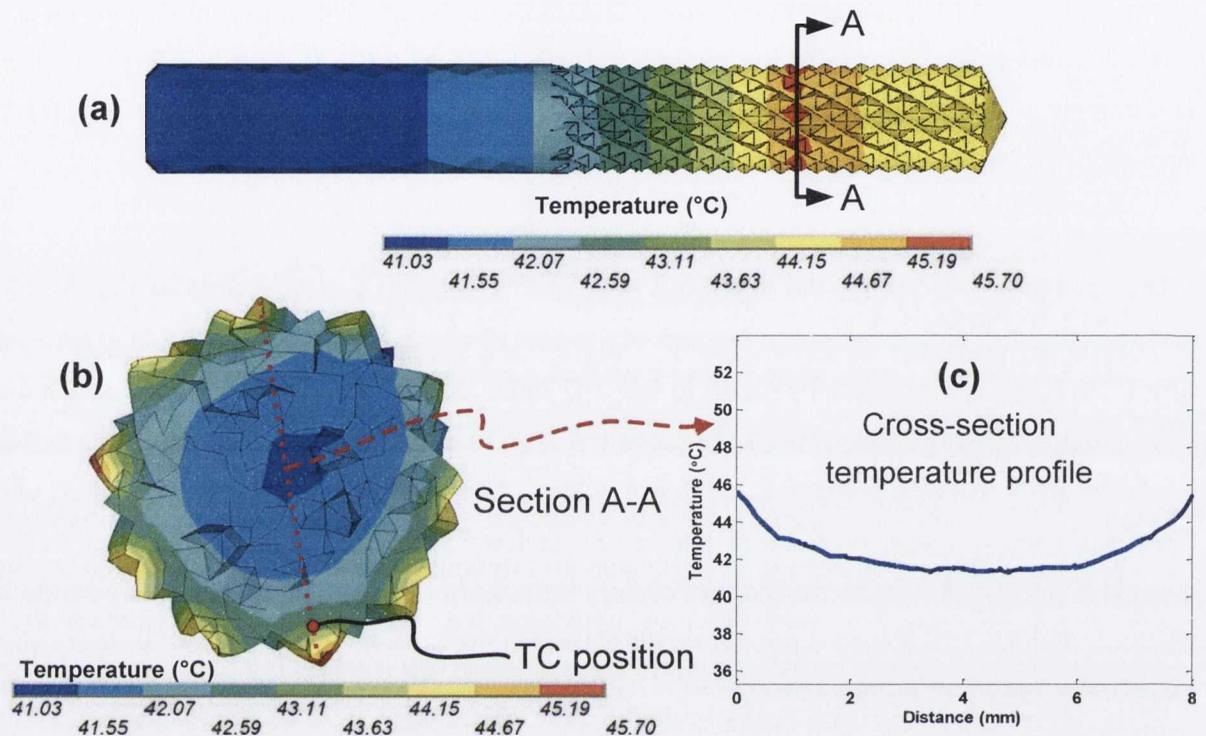 A
(a)
A
Temperature (°C)
41.03 42.07 43.11 44.15 45.19
41.55 42.59 43.63 44.67 45.70
(b)
Section A-A
TC position
Temperature (°C)
41.03 42.07 43.11 44.15 45.19
41.55 42.59 43.63 44.67 45.70
(c)
Cross-section
temperature profile
Temperature (°C)
52
50
48
46
44
42
40
38
36
0 2 4 6 8
Distance (mm)